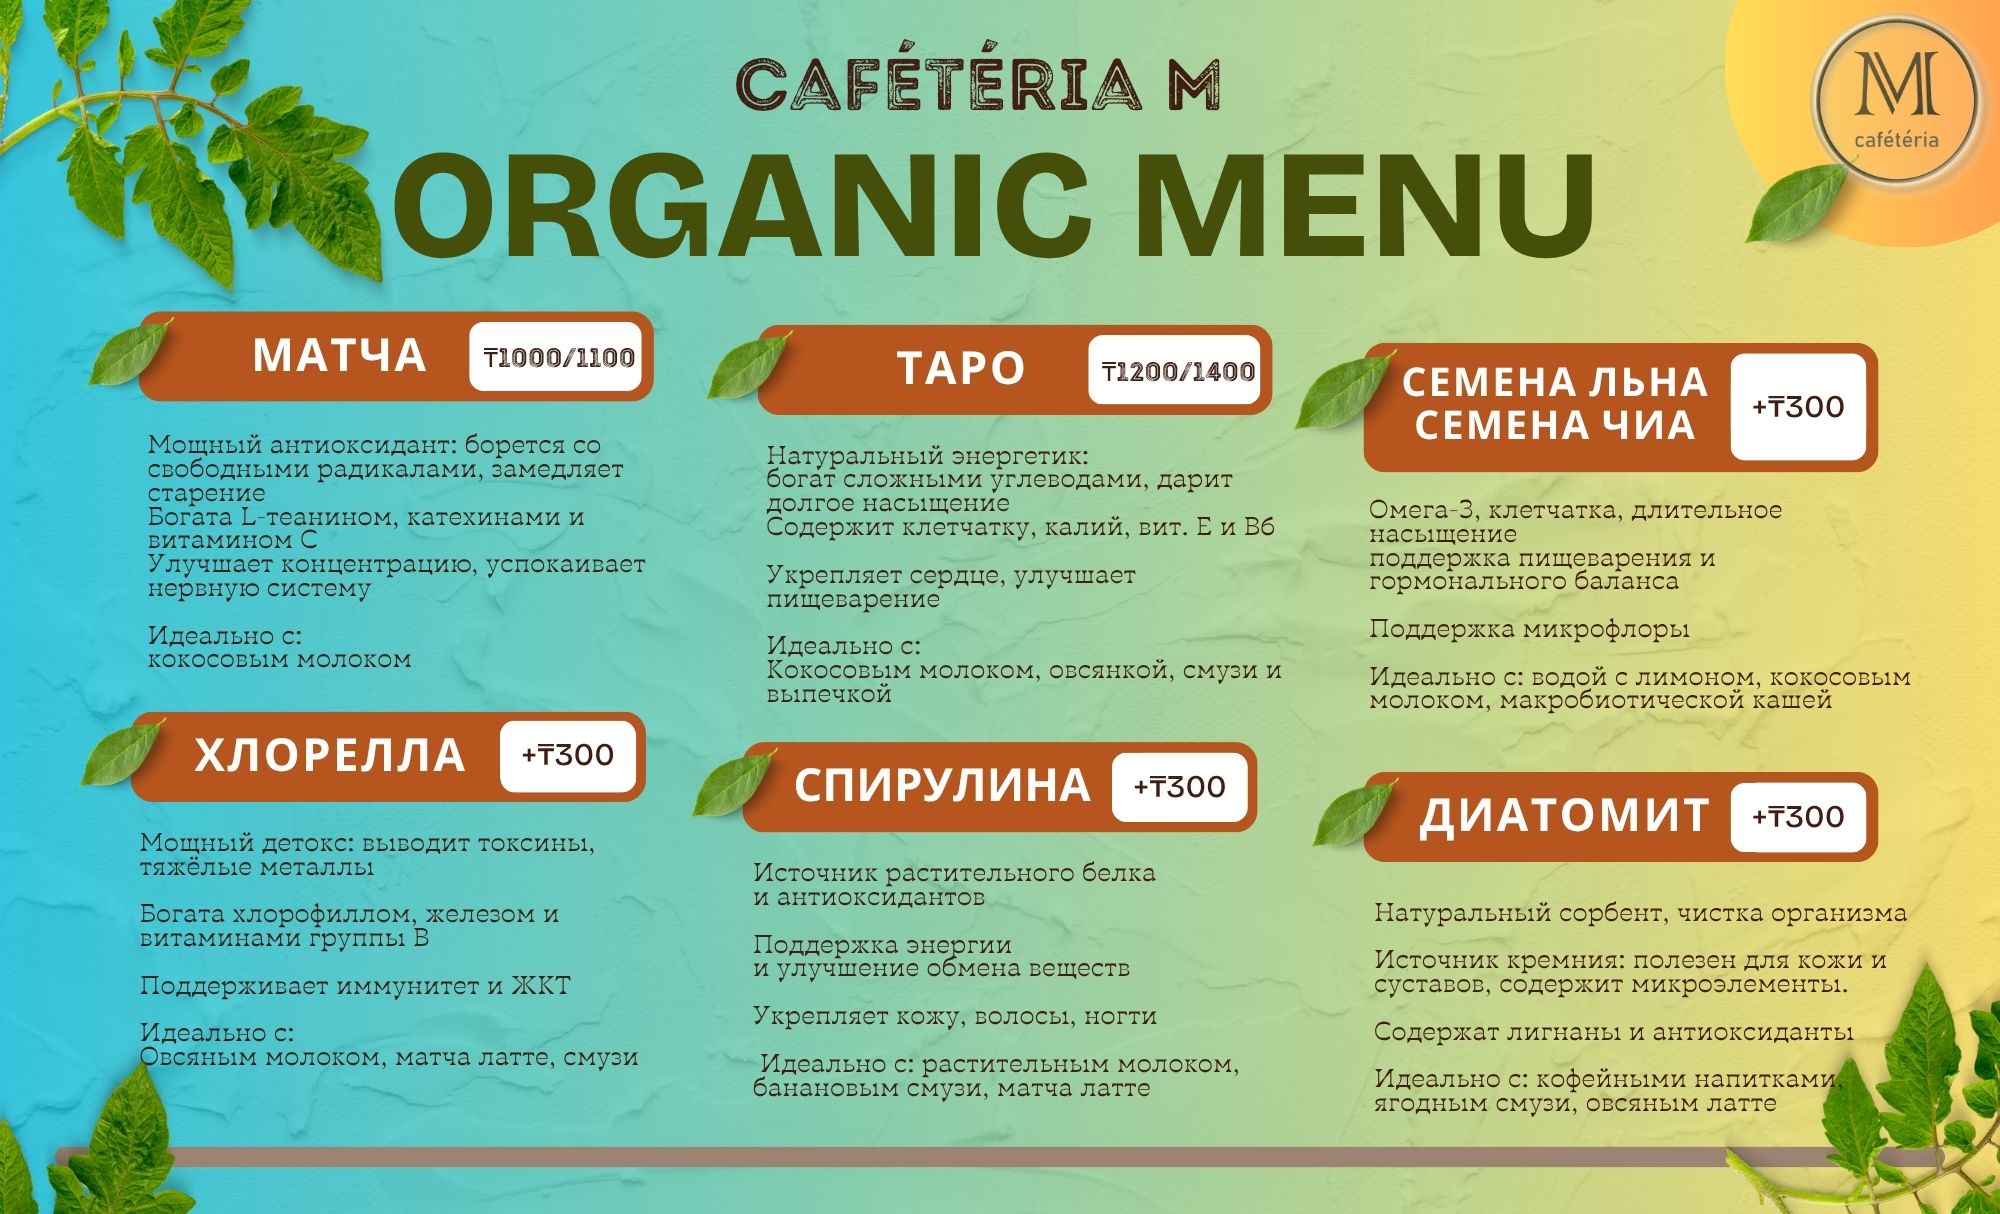 CAFÉTÉRIA M
M
cafétéria
ORGANIC MENU
МАТЧА
₸1000/1100
Мощный антиоксидант: борется со
свободными радикалами, замедляет
старение
Богата L-теанином, катехинами и
витамином С
Улучшает концентрацию, успокаивает
нервную систему
Идеально с:
кокосовым молоком
ТАРО
₸1200/1400
Натуральный энергетик:
богат сложными углеводами, дарит
долгое насыщение
Содержит клетчатку, калий, вит. Е и В6
Укрепляет сердце, улучшает
пищеварение
Идеально с:
Кокосовым молоком, овсянкой, смузи и
выпечкой
СЕМЕНА ЛЬНА
СЕМЕНА ЧИА
+₸300
Омега-3, клетчатка, длительное
насыщение
поддержка пищеварения и
гормонального баланса
Поддержка микрофлоры
Идеально с: водой с лимоном, кокосовым
молоком, макробиотической кашей
ХЛОРЕЛЛА
+₸300
Мощный детокс: выводит токсины,
тяжёлые металлы
Богата хлорофиллом, железом и
витаминами группы В
Поддерживает иммунитет и ЖКТ
Идеально с:
Овсяным молоком, матча латте, смузи
СПИРУЛИНА
+₸300
Источник растительного белка
и антиоксидантов
Поддержка энергии
и улучшение обмена веществ
Укрепляет кожу, волосы, ногти
Идеально с: растительным молоком,
банановым смузи, матча латте
ДИАТОМИТ
+₸300
Натуральный сорбент, чистка организма
Источник кремния: полезен для кожи и
суставов, содержит микроэлементы.
Содержат лигнаны и антиоксиданты
Идеально с: кофейными напитками,
ягодным смузи, овсяным латте